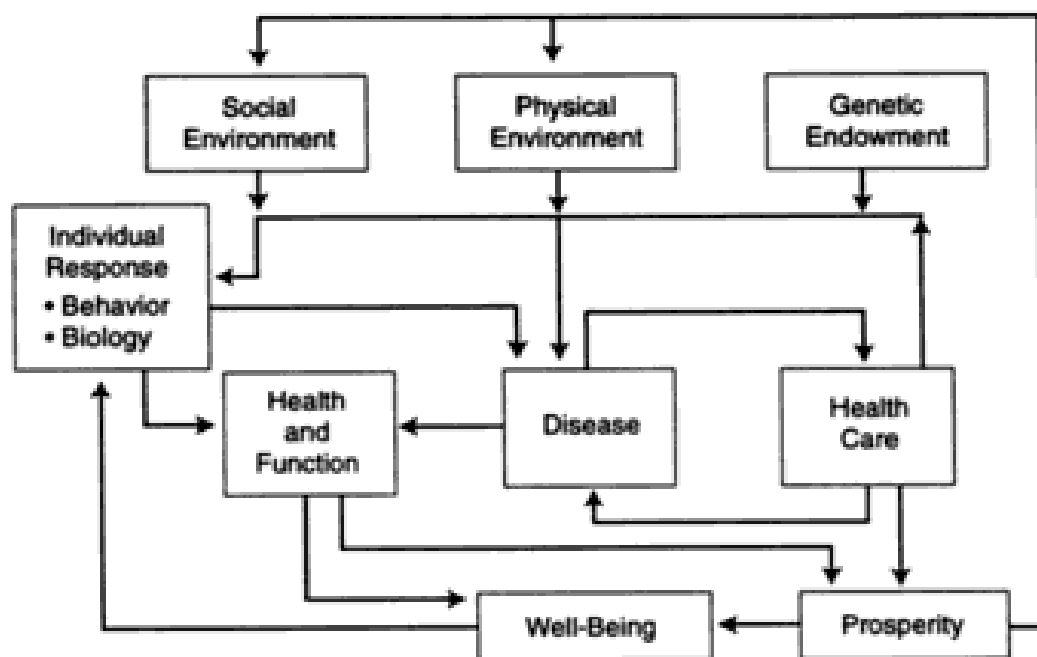 Social
Environment
Physical
Environment
Genetic
Endowment
Individual
Response
• Behavior
• Biology
Health
and
Function
Disease
Health
Care
Well-Being
Prosperity